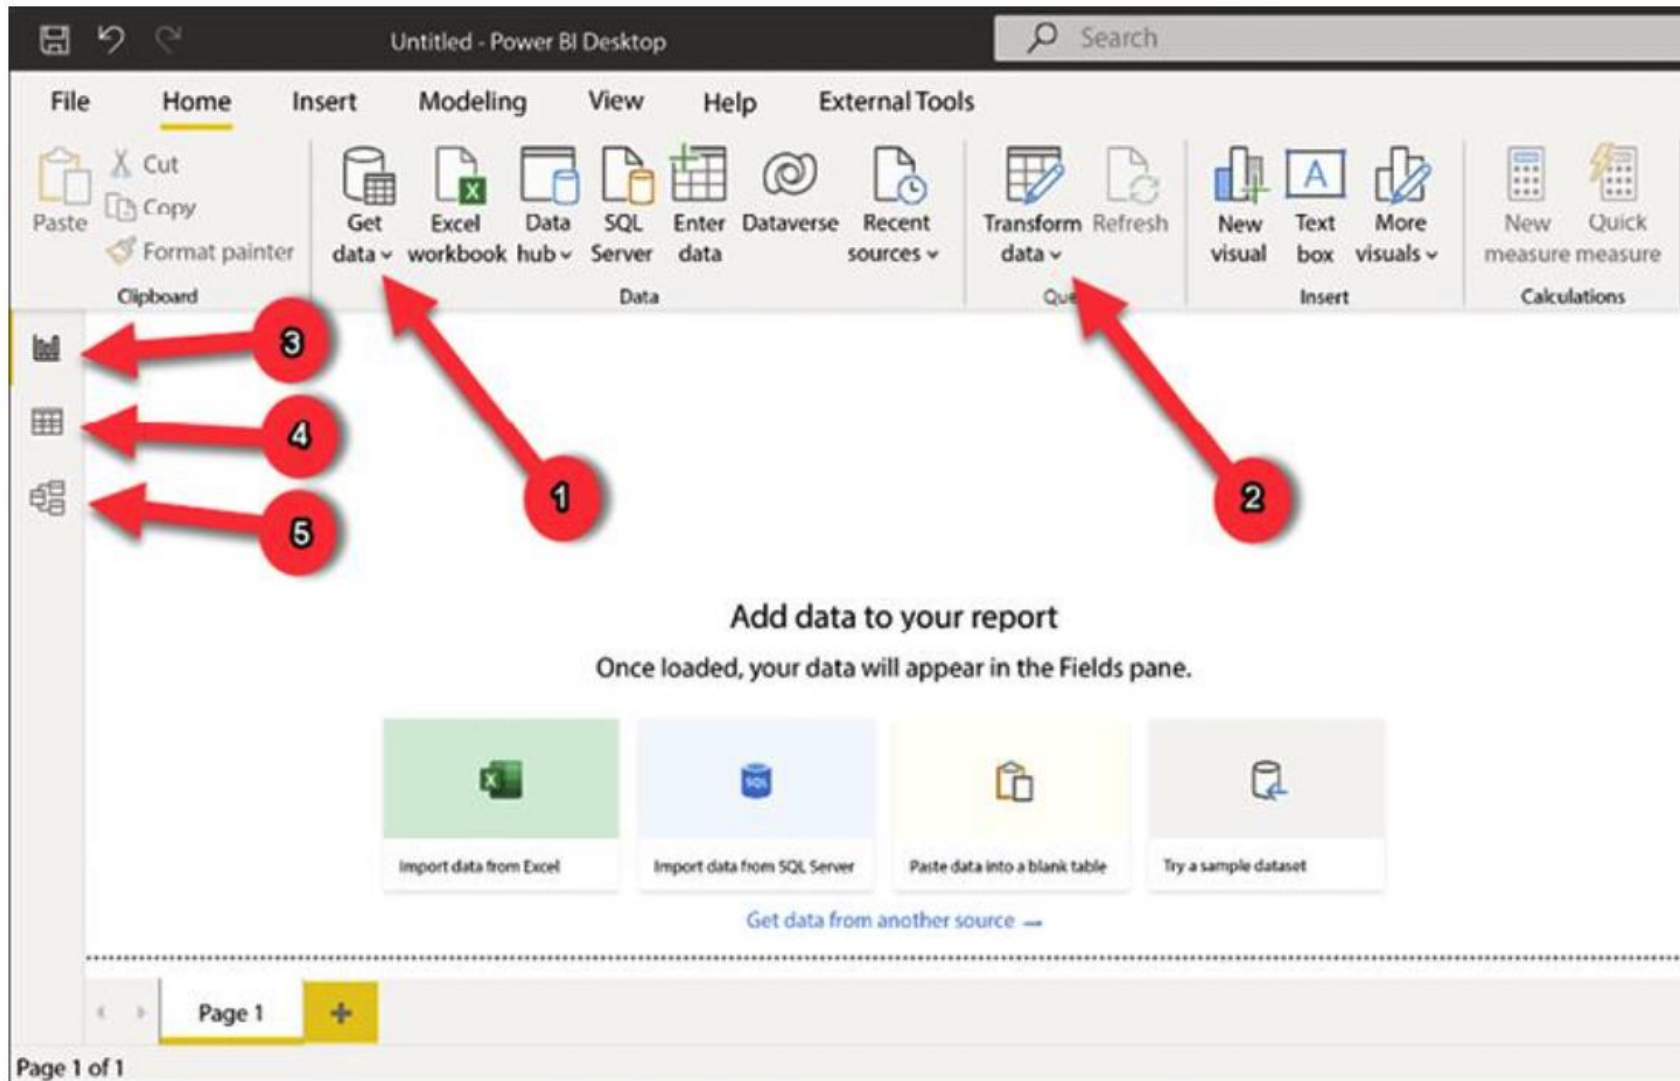 Untitled - Power BI Desktop
Search
File Home Insert Modeling View Help External Tools
Paste
Cut
Copy
Format painter
Clipboard
Get
data
Excel
workbook
Data
hub
SQL
Server
Enter
data
Dataverse
Recent
sources
Data
Transform
data
Refresh
Que
New
visual
Text
box
More
visuals
Insert
New
measure
Quick
measure
Calculations
A
X
3
4
5
1
2
Add data to your report
Once loaded, your data will appear in the Fields pane.
X
SQL
Import data from Excel
Import data from SQL Server
Paste data into a blank table
Try a sample dataset
Get data from another source →
Page 1
+
Page 1 of 1